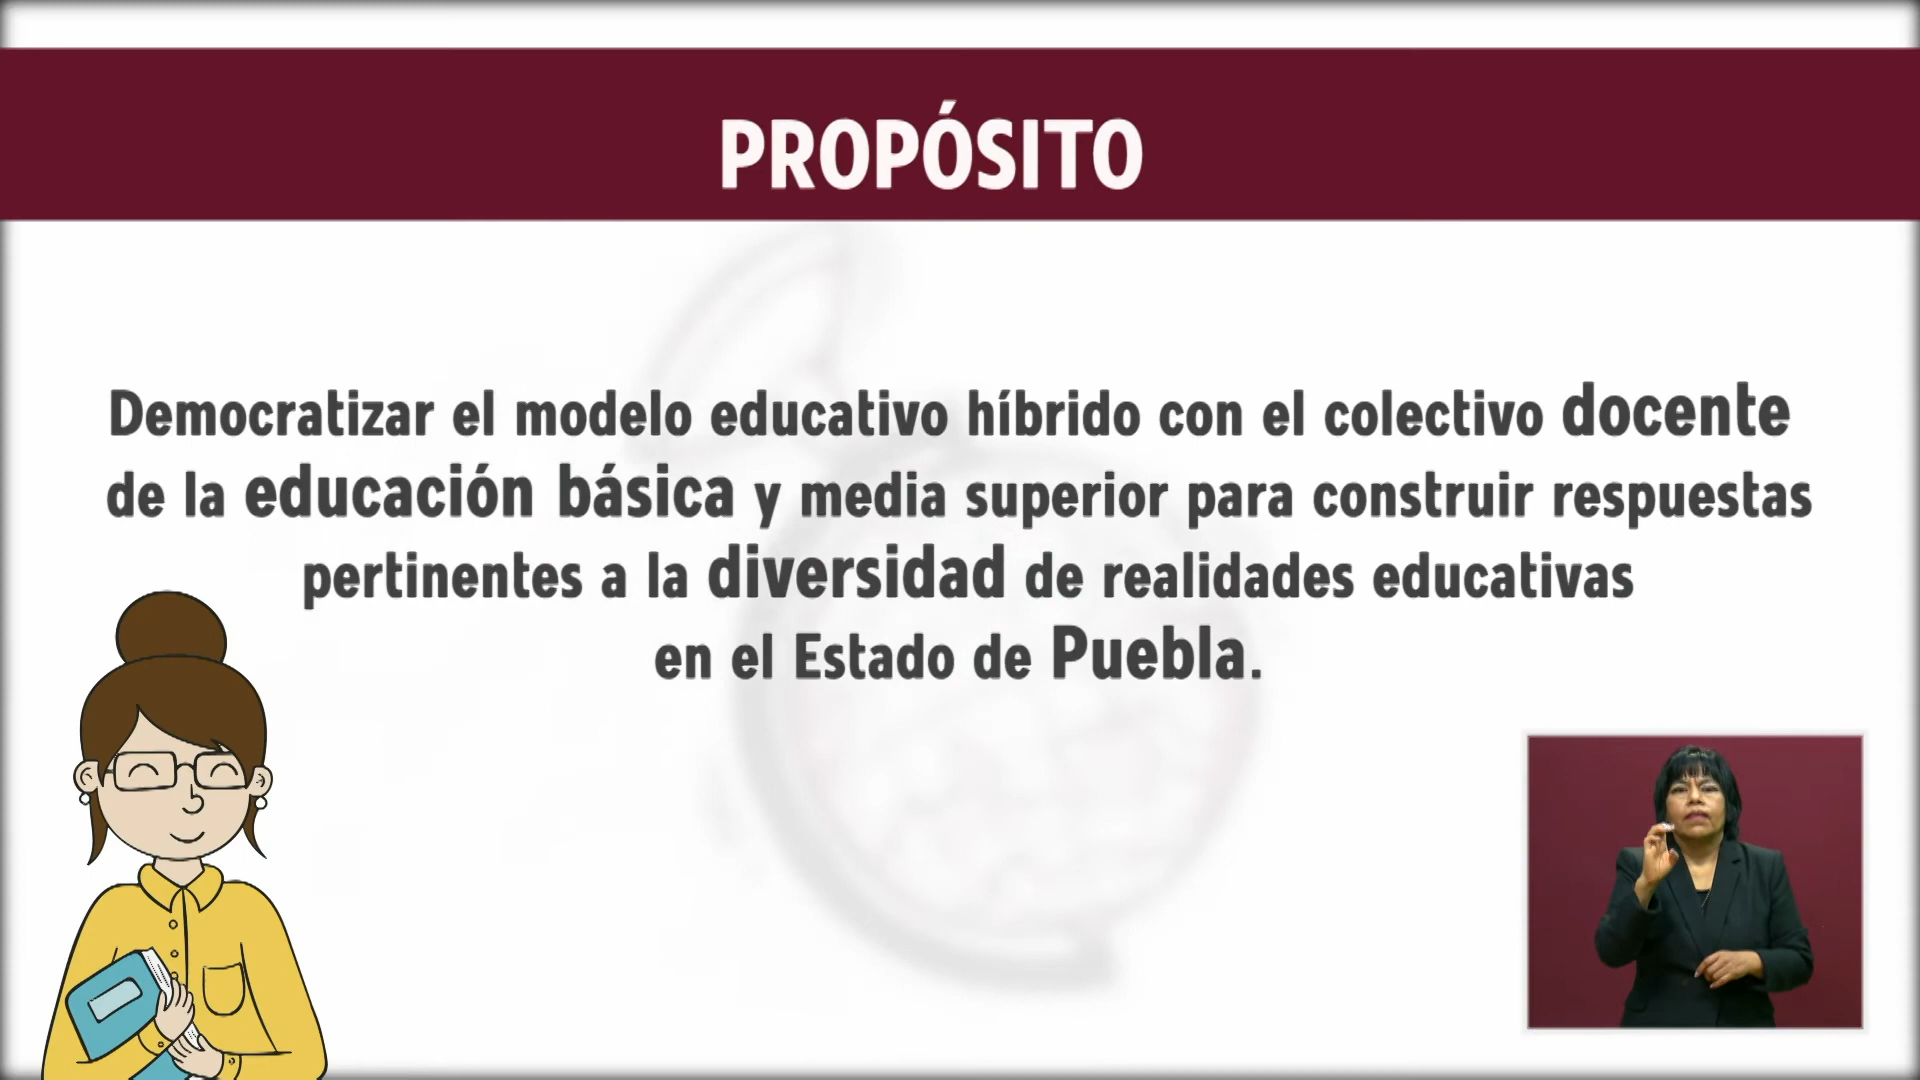 PROPÓSITO
Democratizar el modelo educativo híbrido con el colectivo docente
de la educación básica y media superior para construir respuestas
pertinentes a la diversidad de realidades educativas
en el Estado de Puebla.